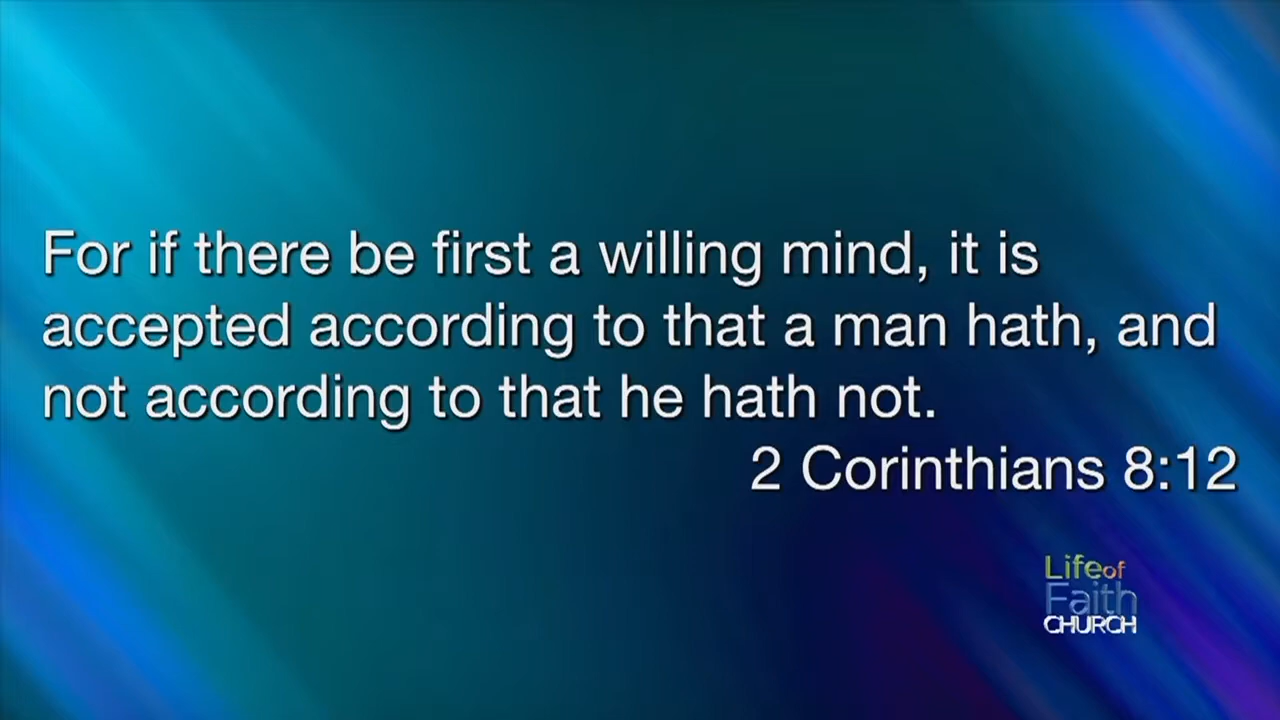 For if there be first a willing mind, it is
accepted according to that a man hath, and
not according to that he hath not.
2 Corinthians 8:12
Life of
Faith
CHURCH